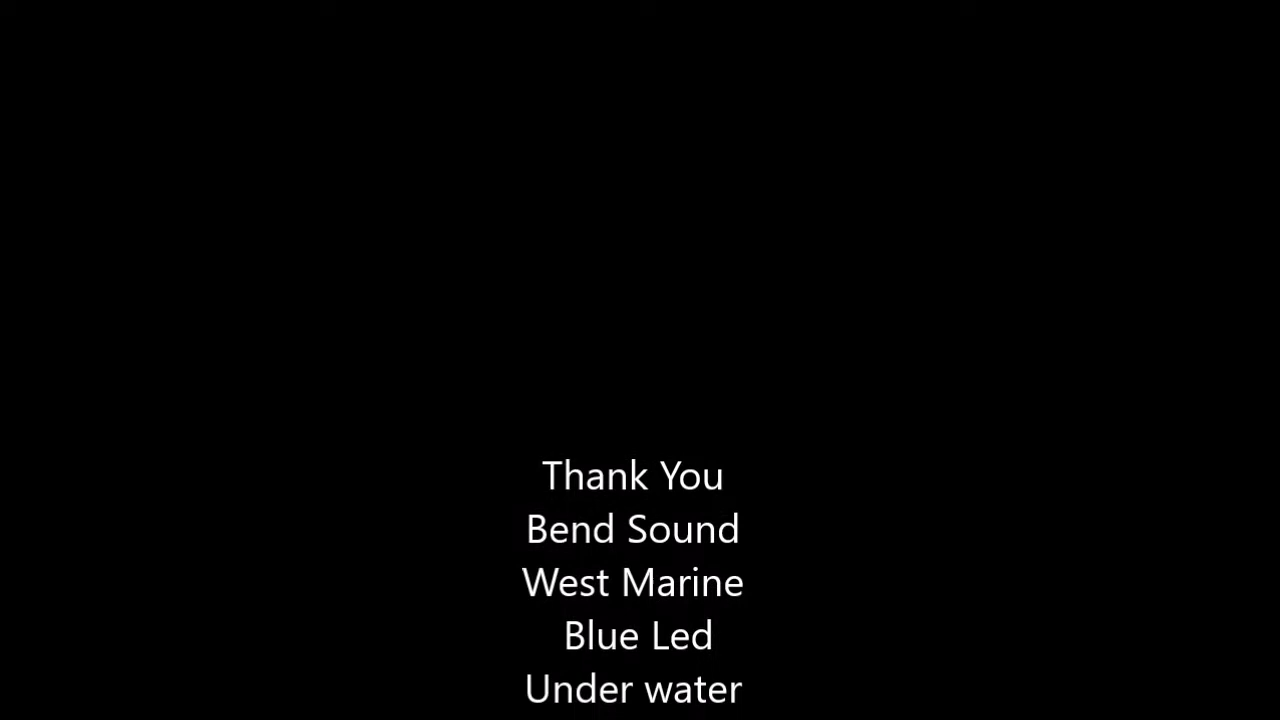 Thank You
Bend Sound
West Marine
Blue Led
Under water